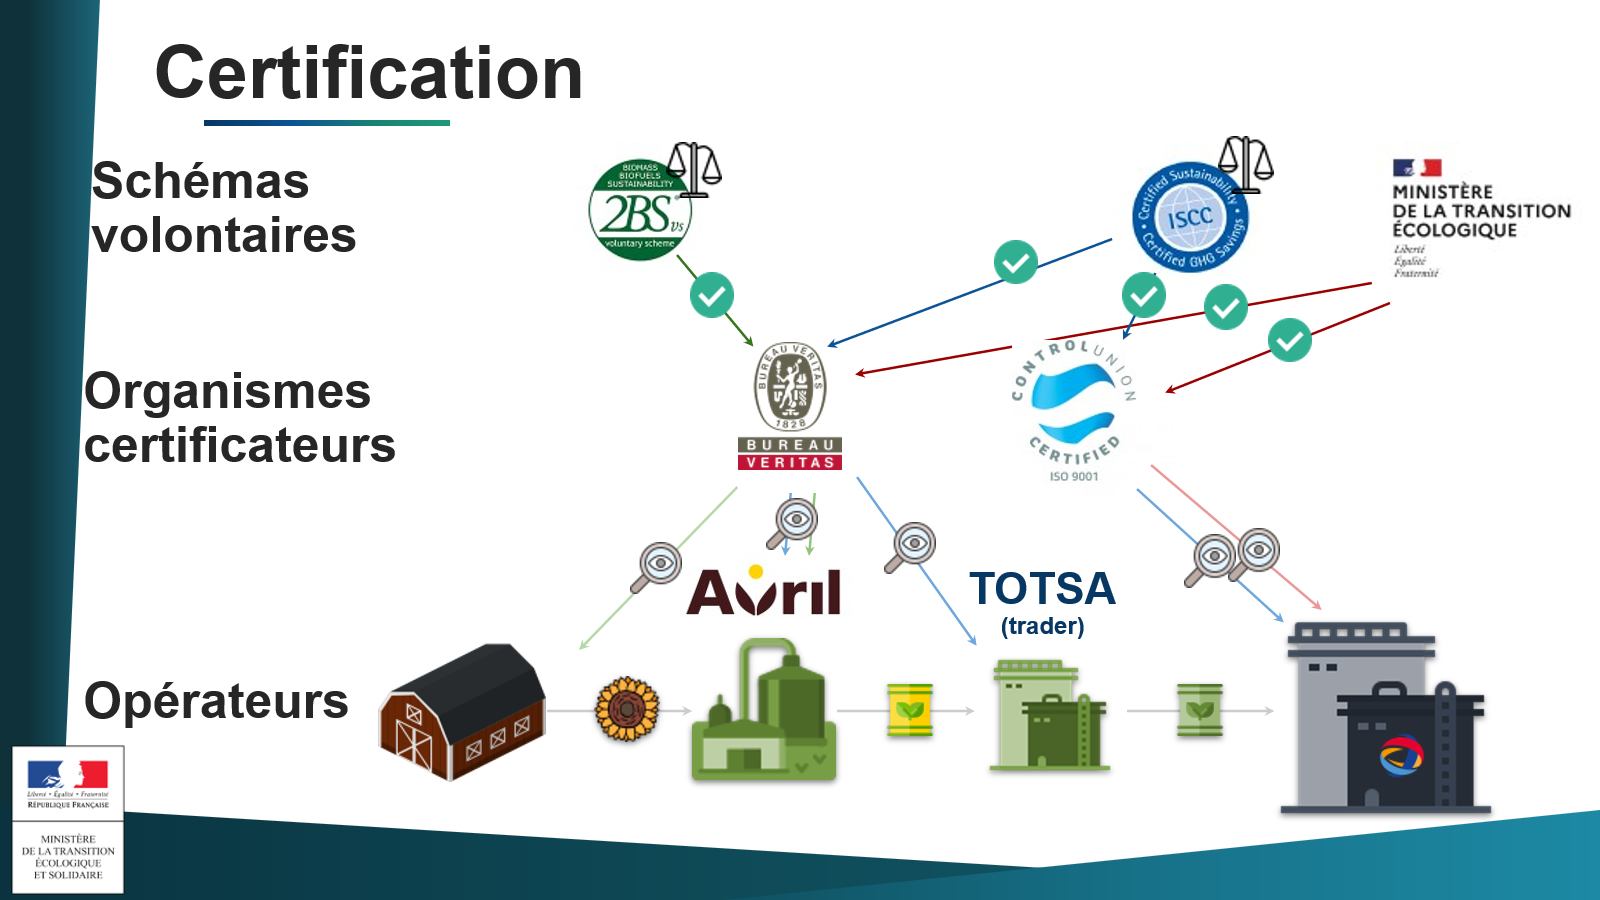 Certification
Schémas
volontaires
BIOMASS
BIOFUELS
SUSTAINABILITY
2BSvs
voluntary scheme
Certified Sustainability
ISCC
Certified GHG Savings
MINISTÈRE
DE LA TRANSITION
ÉCOLOGIQUE
Liberté
Égalité
Fraternité
Organismes
certificateurs
BUREAU VERITAS
1828
BUREAU
VERITAS
CONTROL UNION
CERTIFIED
ISO 9001
Avril
TOTSA
(trader)
Opérateurs
Liberté • Égalité • Fraternité
RÉPUBLIQUE FRANÇAISE
MINISTÈRE
DE LA TRANSITION
ÉCOLOGIQUE
ET SOLIDAIRE